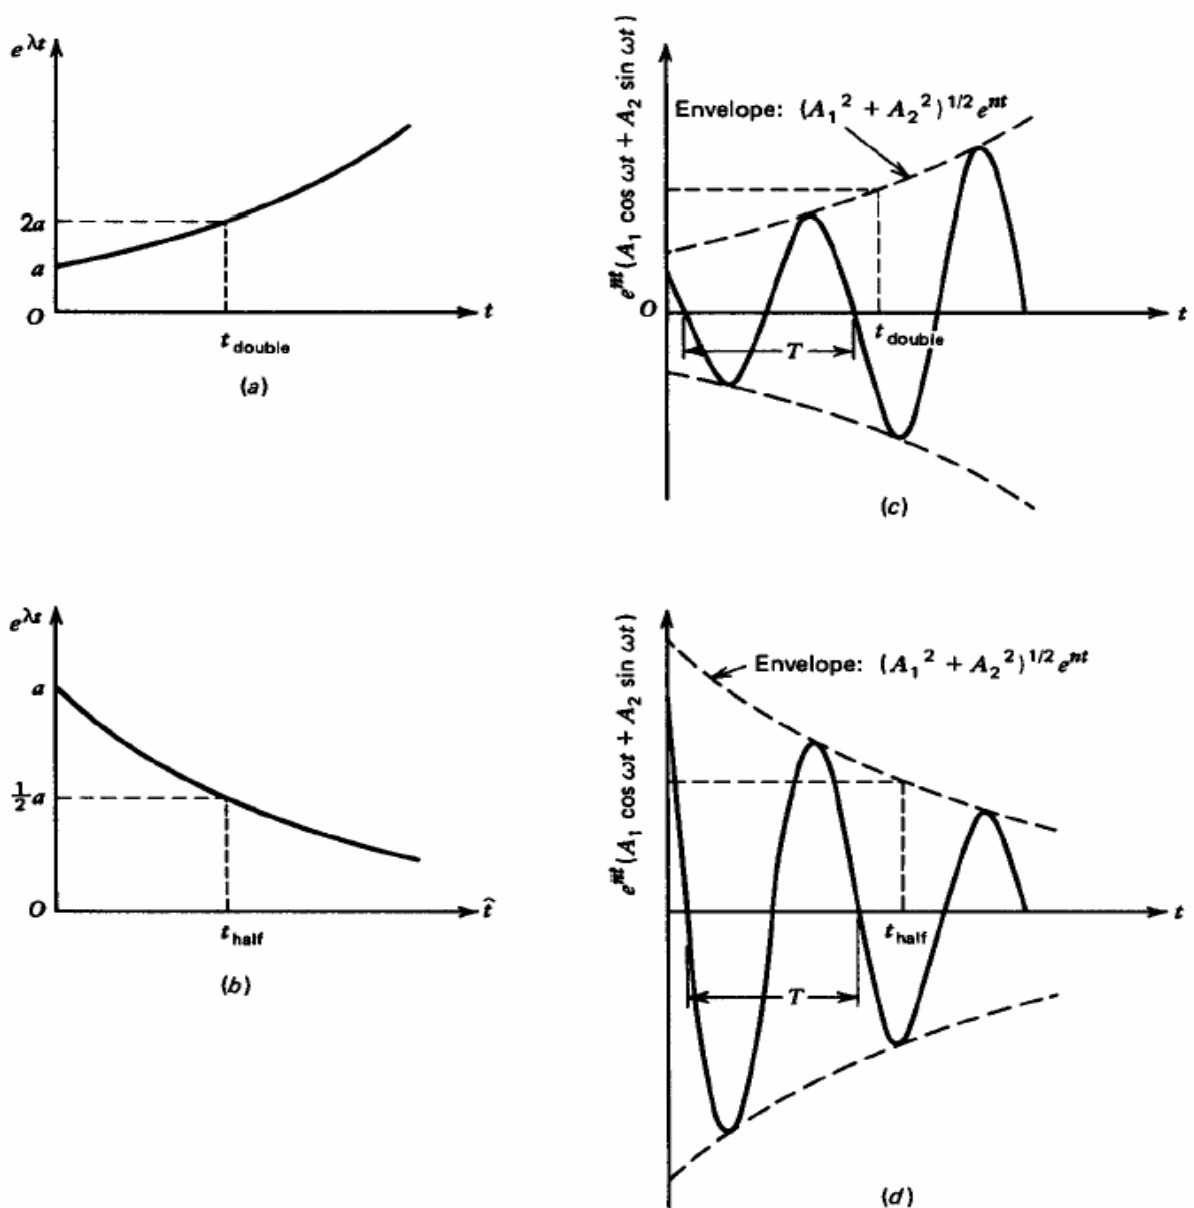 e^{λt}
2a
a
O
t
t_double
(a)
e^{nt}(A_1 cos ωt + A_2 sin ωt)
Envelope: (A_1^2 + A_2^2)^{1/2} e^{nt}
O
t
t_double
T
(c)
e^{λt}
a
1/2 a
O
t̂
t_half
(b)
e^{nt}(A_1 cos ωt + A_2 sin ωt)
Envelope: (A_1^2 + A_2^2)^{1/2} e^{nt}
t
t_half
T
(d)